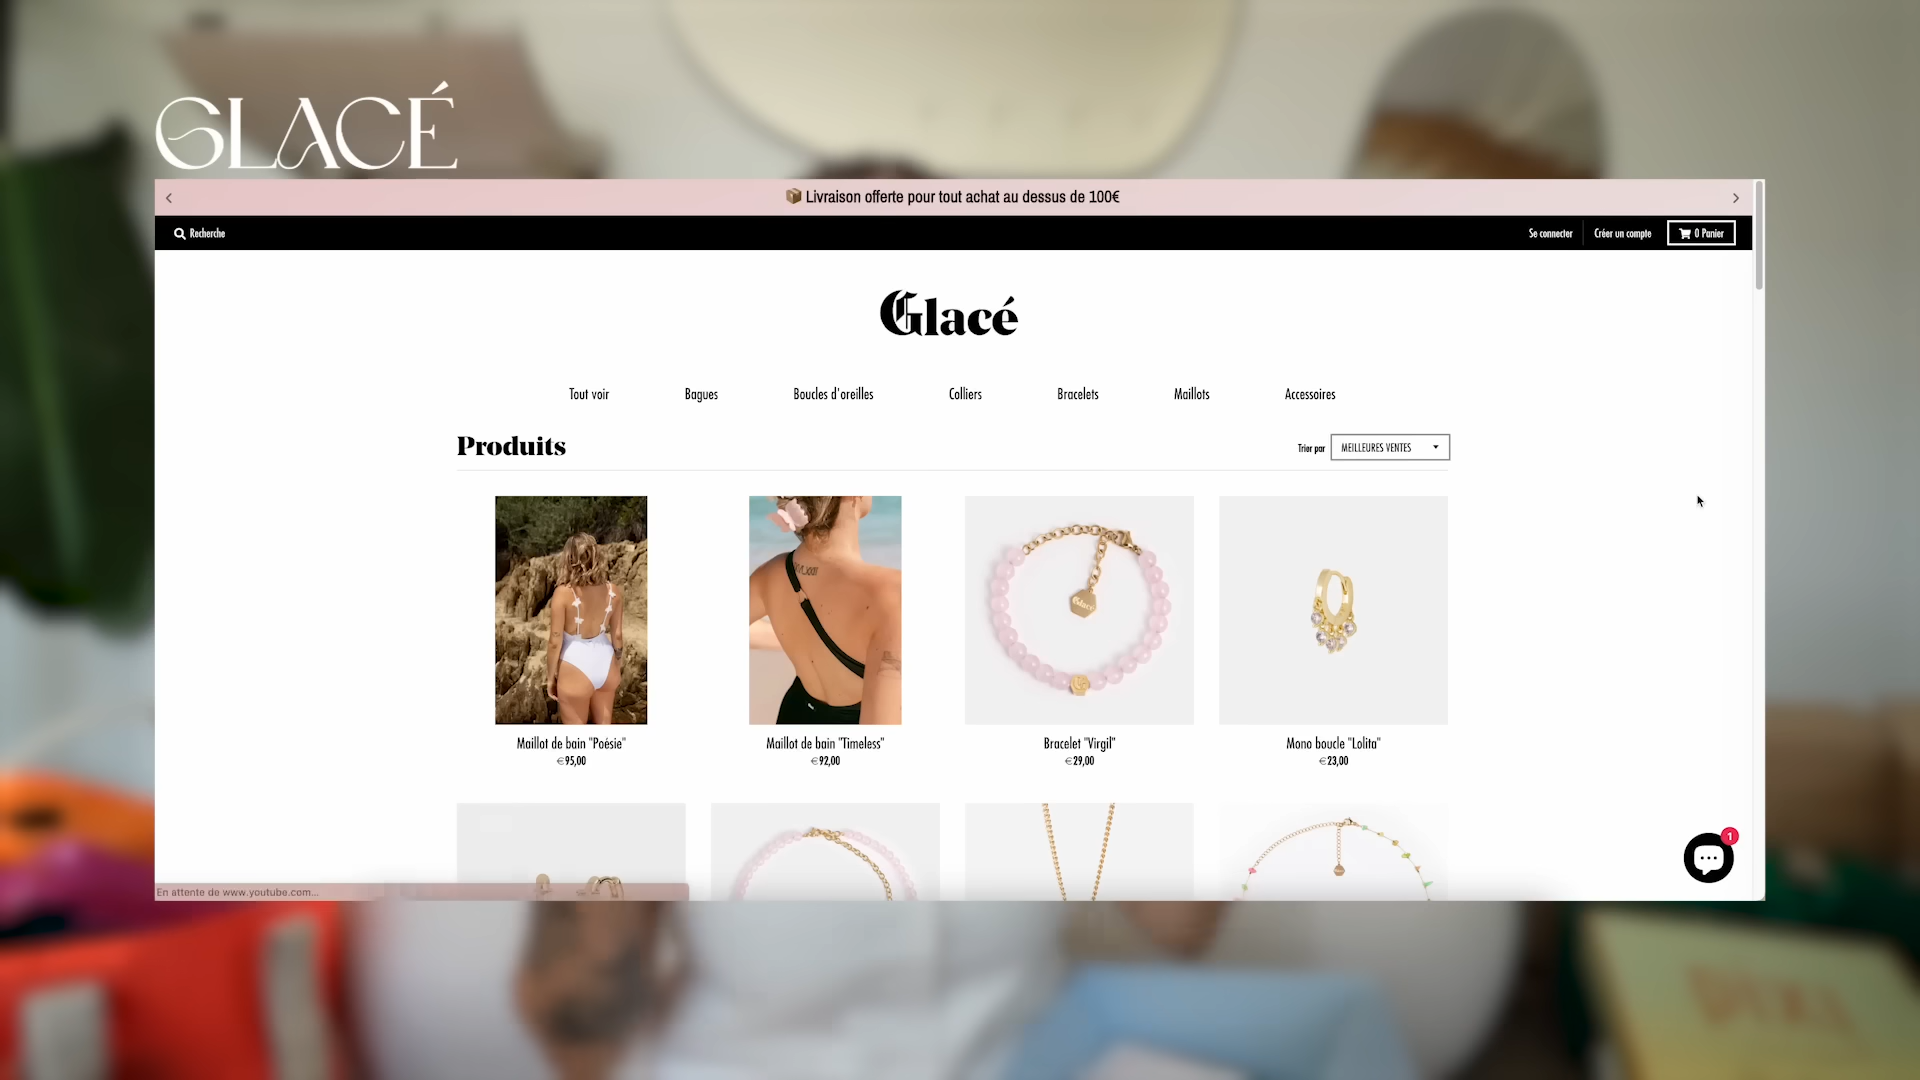 GLACÉ
📦 Livraison offerte pour tout achat au dessus de 100€
Recherche
Se connecter
Créer un compte
0 Panier
Glacé
Tout voir
Bagues
Boucles d'oreilles
Colliers
Bracelets
Maillots
Accessoires
Produits
Trier par
MEILLEURES VENTES
Glacé
Maillot de bain "Poésie"
€95,00
Maillot de bain "Timeless"
€92,00
Bracelet "Virgil"
€29,00
Mono boucle "Lolita"
€23,00
1
En attente de www.youtube.com...